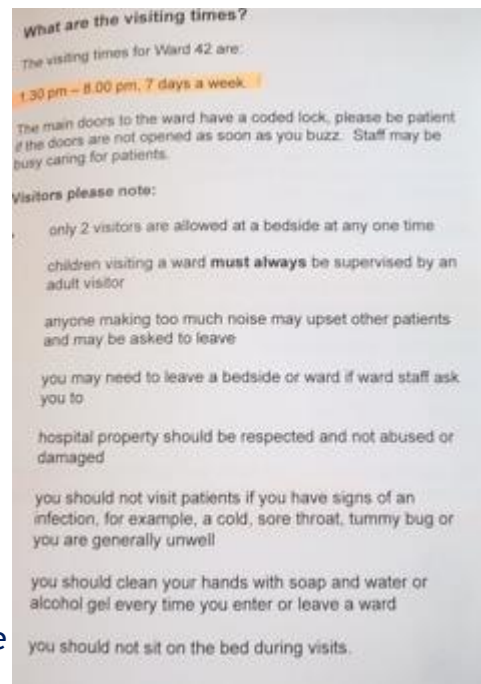 What are the visiting times?
The visiting times for Ward 42 are:
1.30 pm – 8.00 pm, 7 days a week
The main doors to the ward have a coded lock, please be patient
if the doors are not opened as soon as you buzz. Staff may be
busy caring for patients.
Visitors please note:
only 2 visitors are allowed at a bedside at any one time
children visiting a ward must always be supervised by an
adult visitor
anyone making too much noise may upset other patients
and may be asked to leave
you may need to leave a bedside or ward if ward staff ask
you to
hospital property should be respected and not abused or
damaged
you should not visit patients if you have signs of an
infection, for example, a cold, sore throat, tummy bug or
you are generally unwell
you should clean your hands with soap and water or
alcohol gel every time you enter or leave a ward
e
you should not sit on the bed during visits.